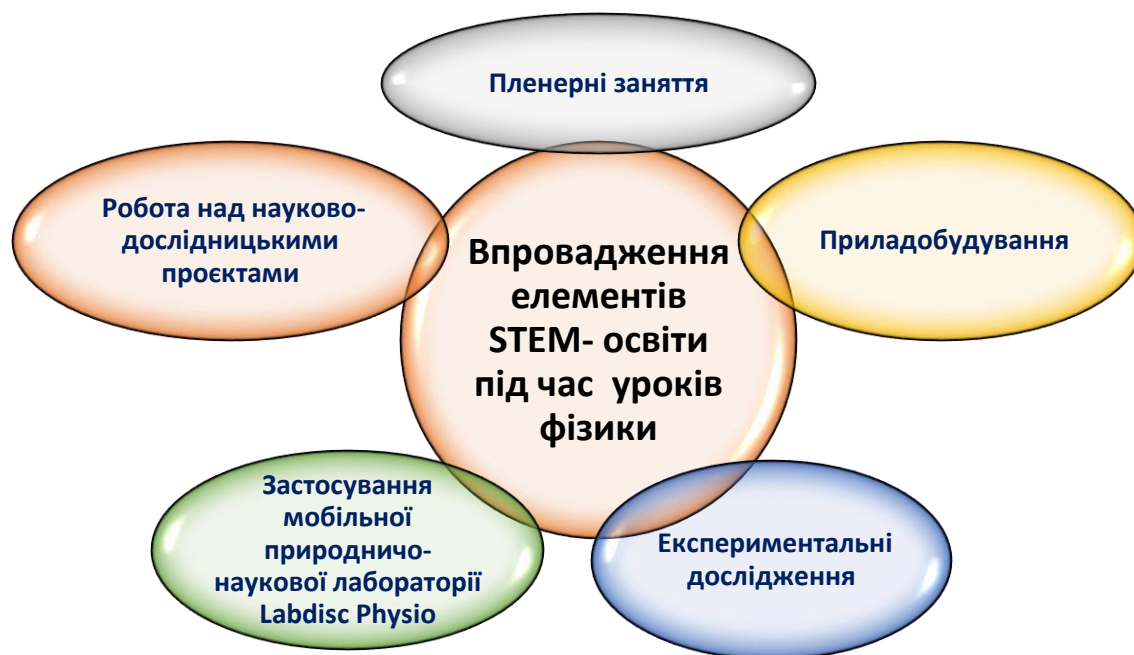 Пленерні заняття
Робота над науково-
дослідницькими
проєктами
Приладобудування
Впровадження
елементів
STEM- освіти
під час уроків
фізики
Застосування
мобільної
природничо-
наукової лабораторії
Labdisc Physio
Експериментальні
дослідження